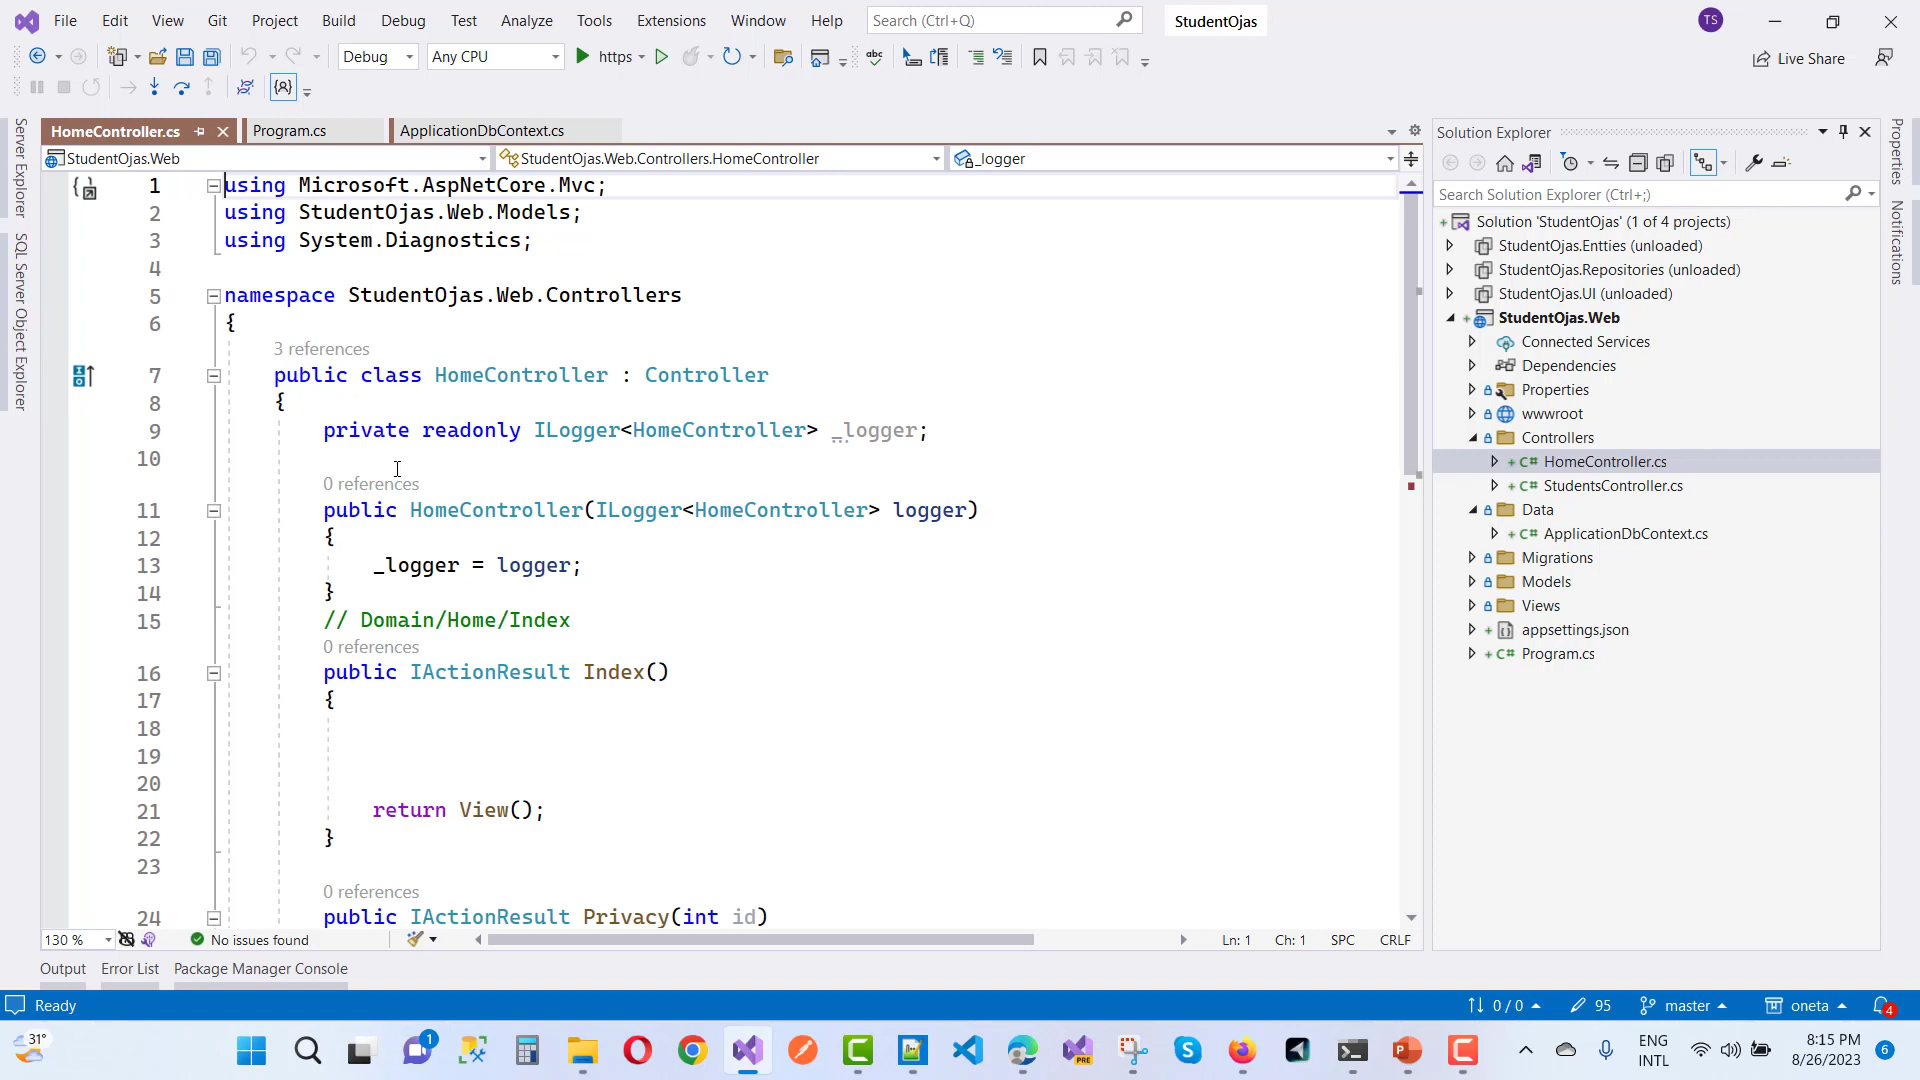 File Edit View Git Project Build Debug Test Analyze Tools Extensions Window Help Search (Ctrl+Q) StudentOjas TS
Debug Any CPU https abc Live Share
HomeController.cs Program.cs ApplicationDbContext.cs
StudentOjas.Web StudentOjas.Web.Controllers.HomeController _logger
1 using Microsoft.AspNetCore.Mvc;
2 using StudentOjas.Web.Models;
3 using System.Diagnostics;
4
5 namespace StudentOjas.Web.Controllers
6 {
3 references
7 public class HomeController : Controller
8 {
9 private readonly ILogger<HomeController> _logger;
10
0 references
11 public HomeController(ILogger<HomeController> logger)
12 {
13 _logger = logger;
14 }
15 // Domain/Home/Index
0 references
16 public IActionResult Index()
17 {
18
19
20
21 return View();
22 }
23
0 references
24 public IActionResult Privacy(int id)
130 % No issues found Ln: 1 Ch: 1 SPC CRLF
Server Explorer
SQL Server Object Explorer
Solution Explorer
Search Solution Explorer (Ctrl+;)
Solution 'StudentOjas' (1 of 4 projects)
StudentOjas.Entties (unloaded)
StudentOjas.Repositories (unloaded)
StudentOjas.UI (unloaded)
StudentOjas.Web
Connected Services
Dependencies
Properties
wwwroot
Controllers
C# HomeController.cs
C# StudentsController.cs
Data
C# ApplicationDbContext.cs
Migrations
Models
Views
appsettings.json
C# Program.cs
Properties
Notifications
Output Error List Package Manager Console
Ready 0 / 0 95 master oneta 4
31° 1 PRE ENG 8:15 PM
INTL 8/26/2023 6